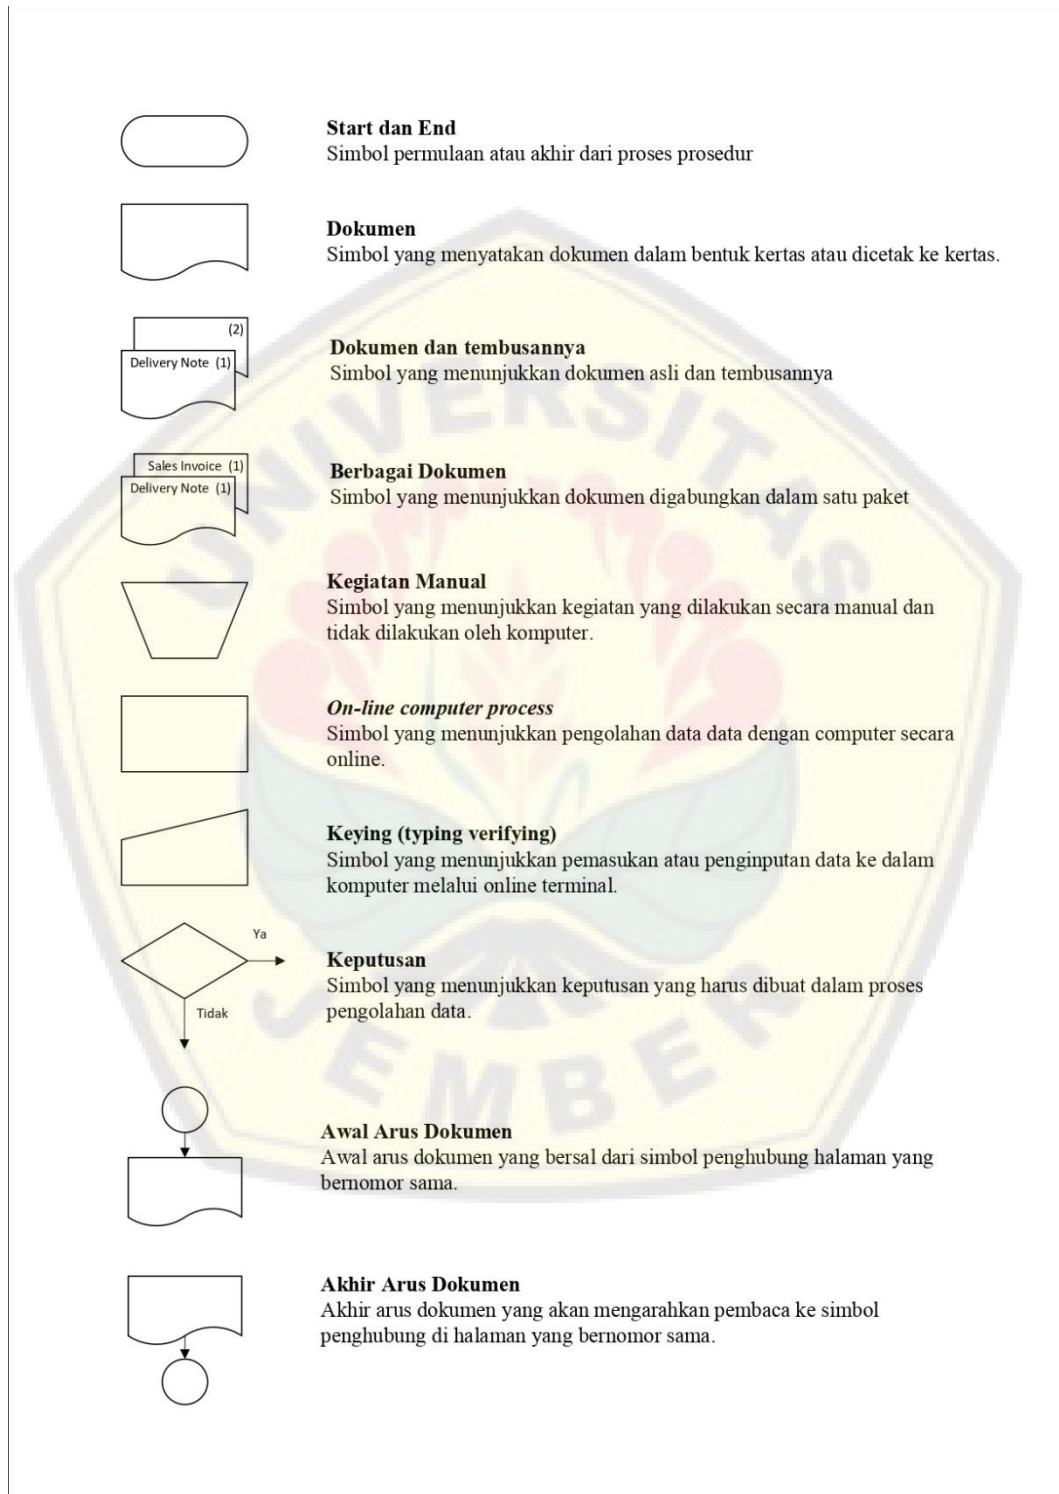 Start dan End
Simbol permulaan atau akhir dari proses prosedur
Dokumen
Simbol yang menyatakan dokumen dalam bentuk kertas atau dicetak ke kertas.
(2)
Delivery Note (1)
Dokumen dan tembusannya
Simbol yang menunjukkan dokumen asli dan tembusannya
Sales Invoice (1)
Delivery Note (1)
Berbagai Dokumen
Simbol yang menunjukkan dokumen digabungkan dalam satu paket
Kegiatan Manual
Simbol yang menunjukkan kegiatan yang dilakukan secara manual dan
tidak dilakukan oleh komputer.
On-line computer process
Simbol yang menunjukkan pengolahan data data dengan computer secara
online.
Keying (typing verifying)
Simbol yang menunjukkan pemasukan atau penginputan data ke dalam
komputer melalui online terminal.
Ya
Tidak
Keputusan
Simbol yang menunjukkan keputusan yang harus dibuat dalam proses
pengolahan data.
Awal Arus Dokumen
Awal arus dokumen yang bersal dari simbol penghubung halaman yang
bernomor sama.
Akhir Arus Dokumen
Akhir arus dokumen yang akan mengarahkan pembaca ke simbol
penghubung di halaman yang bernomor sama.
UNIVERSITAS
JEMBER